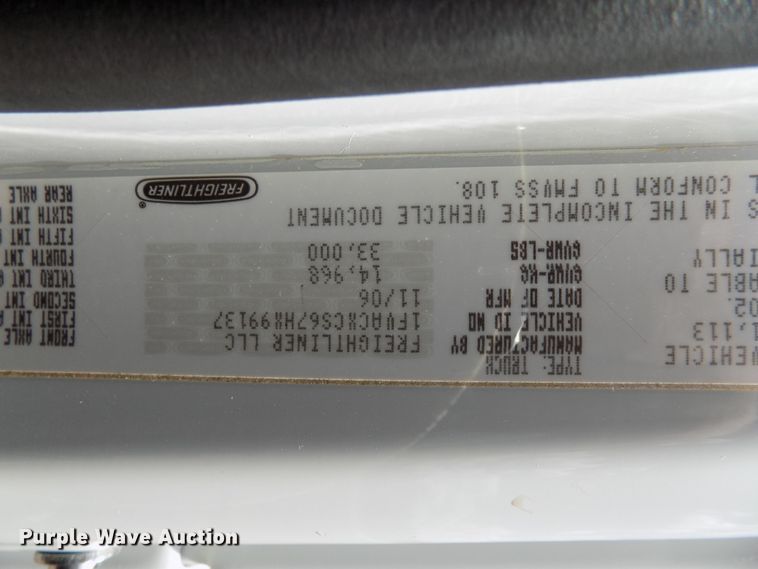 VEHICLE
1,113
02.
ABLE TO
IALLY
TYPE: TRUCK
MANUFACTURED BY FREIGHTLINER LLC
VEHICLE ID NO 1FVACXCS67HX99137
DATE OF MFR 11/06
GVWR-KG 14,968
GVWR-LBS 33,000
S IN THE INCOMPLETE VEHICLE DOCUMENT
L CONFORM TO FMVSS 108.
FREIGHTLINER®
FRONT AXLE
FIRST INT A
SECOND INT
THIRD INT A
FOURTH INT
FIFTH INT A
SIXTH INT A
REAR AXLE
Purple Wave Auction